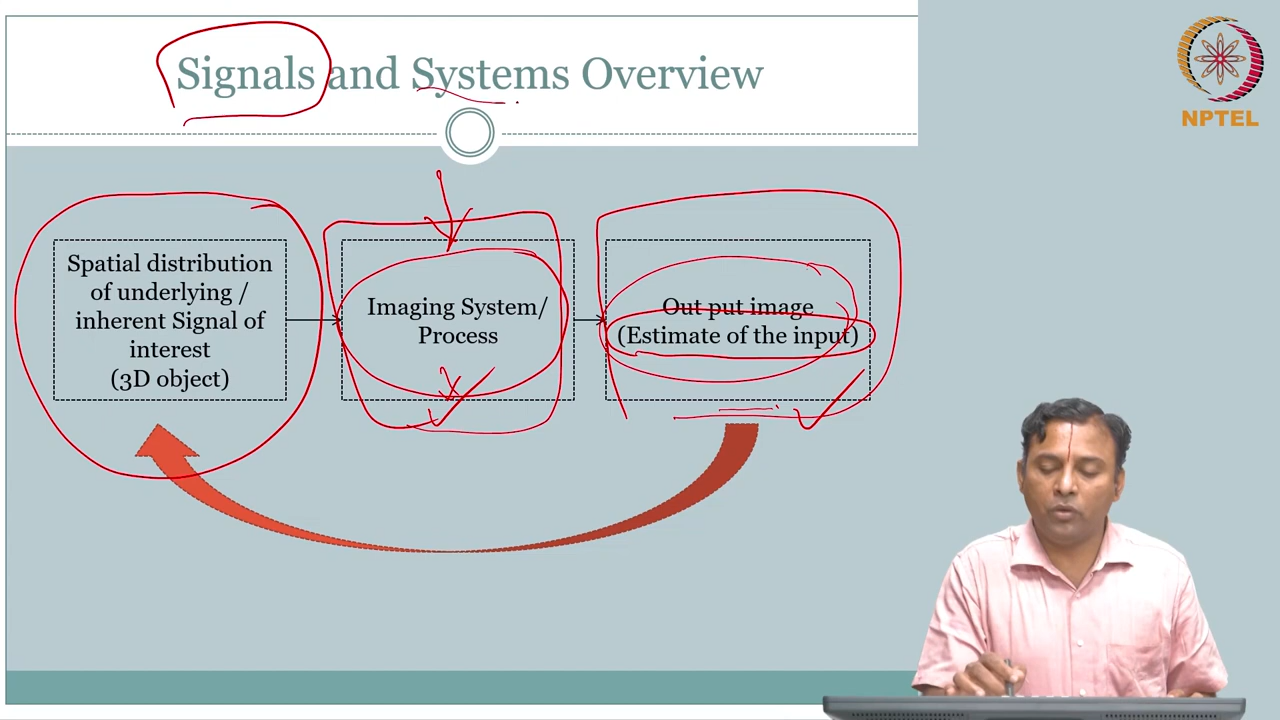 Signals and Systems Overview
NPTEL
Spatial distribution
of underlying /
inherent Signal of
interest
(3D object)
Imaging System/
Process
Out put image
(Estimate of the input)